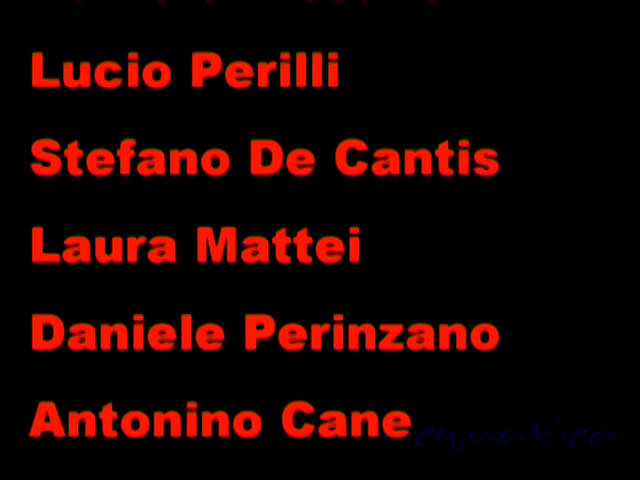 Lucio Perilli
Stefano De Cantis
Laura Mattei
Daniele Perinzano
Antonino Cane